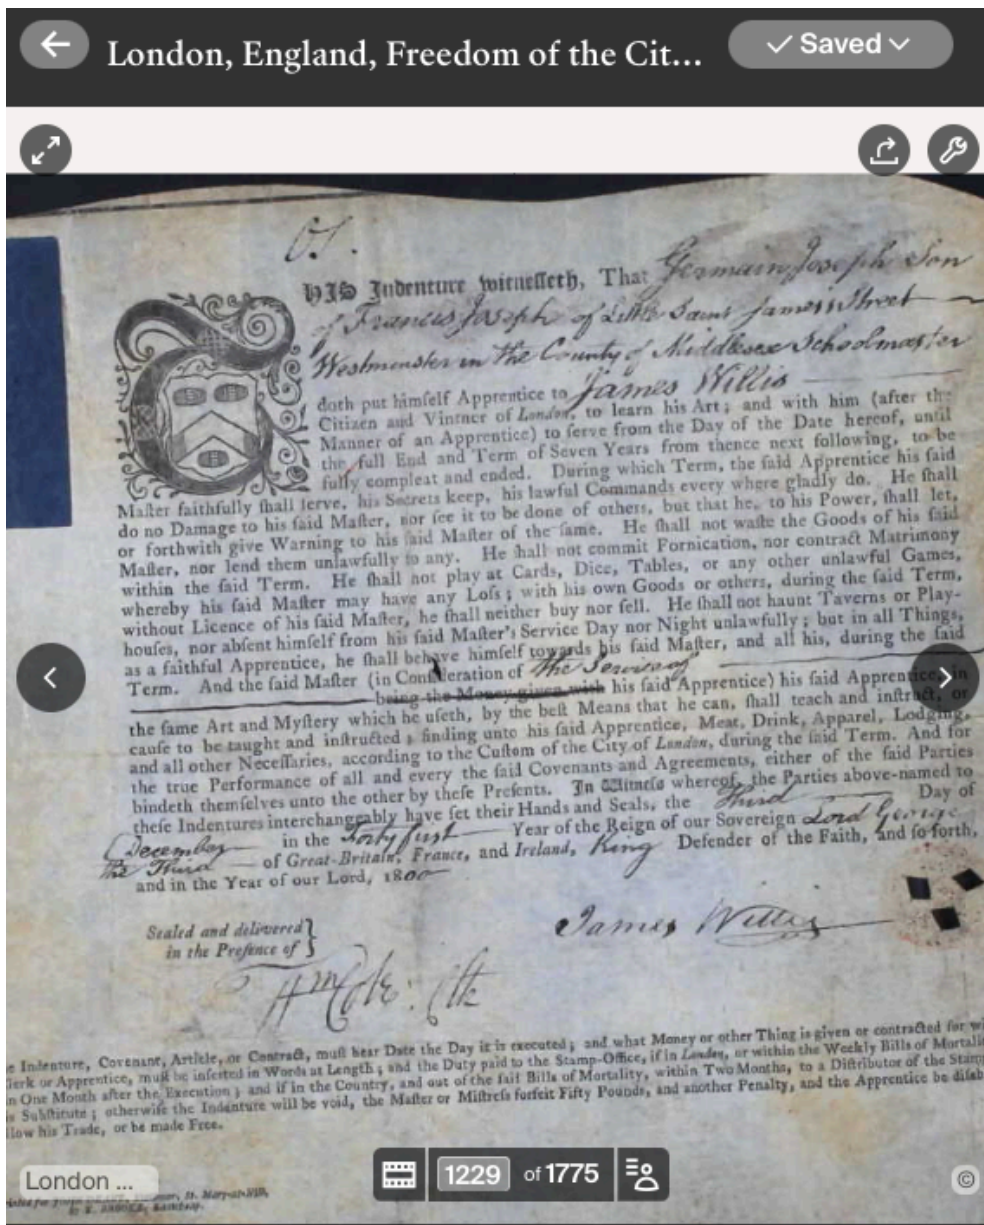 London, England, Freedom of the Cit...
Saved
THIS Indenture witnesseth, That Germain Joseph Son
of Francis Joseph of Little Saint James's Street
Westminster in the County of Middlesex Schoolmaster
doth put himself Apprentice to James Willis
Citizen and Vintner of London, to learn his Art; and with him (after the
Manner of an Apprentice) to serve from the Day of the Date hereof, until
the full End and Term of Seven Years from thence next following, to be
fully compleat and ended. During which Term, the said Apprentice his said
Master faithfully shall serve, his Secrets keep, his lawful Commands every where gladly do. He shall
do no Damage to his said Master, nor see it to be done of others, but that he, to his Power, shall let,
or forthwith give Warning to his said Master of the same. He shall not waste the Goods of his said
Master, nor lend them unlawfully to any. He shall not commit Fornication, nor contract Matrimony
within the said Term. He shall not play at Cards, Dice, Tables, or any other unlawful Games,
whereby his said Master may have any Loss; with his own Goods or others, during the said Term,
without Licence of his said Master, he shall neither buy nor sell. He shall not haunt Taverns or Play-
houses, nor absent himself from his said Master's Service Day nor Night unlawfully; but in all Things,
as a faithful Apprentice, he shall behave himself towards his said Master, and all his, during the said
Term. And the said Master (in Consideration of the Service of
being the Money given with his said Apprentice) his said Apprentice, in
the same Art and Mystery which he useth, by the best Means that he can, shall teach and instruct, or
cause to be taught and instructed; finding unto his said Apprentice, Meat, Drink, Apparel, Lodging,
and all other Necessaries, according to the Custom of the City of London, during the said Term. And for
the true Performance of all and every the said Covenants and Agreements, either of the said Parties
bindeth themselves unto the other by these Presents. In Witness whereof, the Parties above-named to
these Indentures interchangeably have set their Hands and Seals, the Third Day of
December in the Forty first Year of the Reign of our Sovereign Lord George
the Third of Great-Britain, France, and Ireland, King Defender of the Faith, and so forth,
and in the Year of our Lord, 1800
James Willis
Sealed and delivered
in the Presence of
Indenture, Covenant, Article, or Contract, must bear Date the Day it is executed; and what Money or other Thing is given or contracted for
Clerk or Apprentice, must be inserted in Words at Length; and the Duty paid to the Stamp-Office, if in London, or within the Weekly Bills of Mortali
in One Month after the Execution; and if in the Country, and out of the said Bills of Mortality, within Two Months, to a Distributor of the Stamp
Substitute; otherwise the Indenture will be void, the Master or Mistress forfeit Fifty Pounds, and another Penalty, and the Apprentice be disab
low his Trade, or be made Free.
1229 of 1775
London ...
©